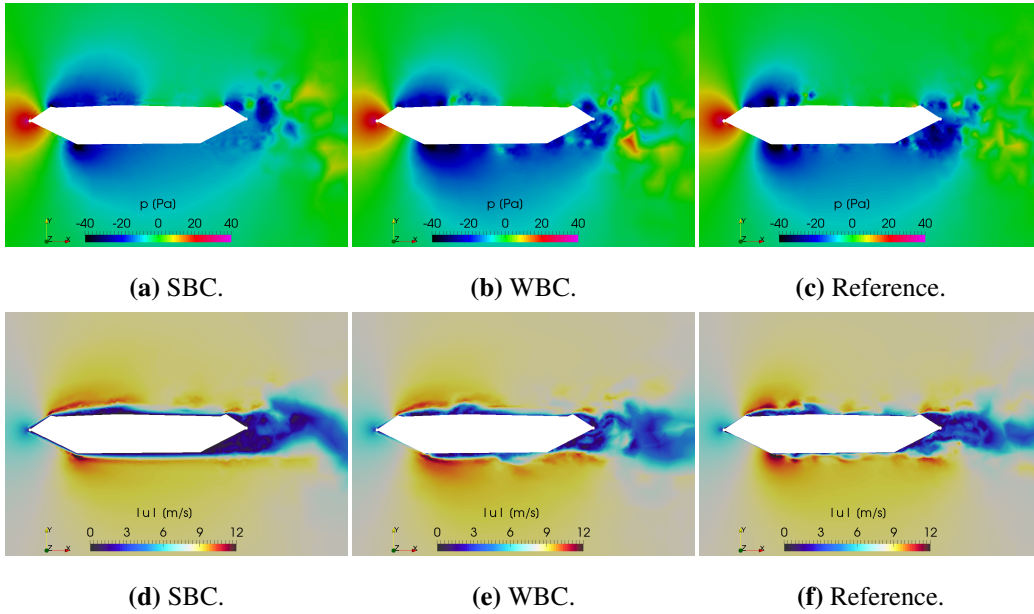 p (Pa)
-40 -20 0 20 40
Y
Z X
p (Pa)
-40 -20 0 20 40
Y
Z X
p (Pa)
-40 -20 0 20 40
Y
Z X
(a) SBC.
(b) WBC.
(c) Reference.
|u| (m/s)
0 3 6 9 12
Y
Z X
|u| (m/s)
0 3 6 9 12
Y
Z X
|u| (m/s)
0 3 6 9 12
Y
Z X
(d) SBC.
(e) WBC.
(f) Reference.